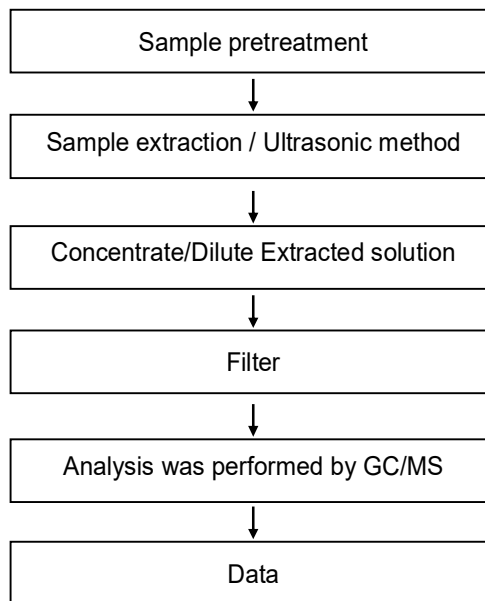 Sample pretreatment
Sample extraction / Ultrasonic method
Concentrate/Dilute Extracted solution
Filter
Analysis was performed by GC/MS
Data